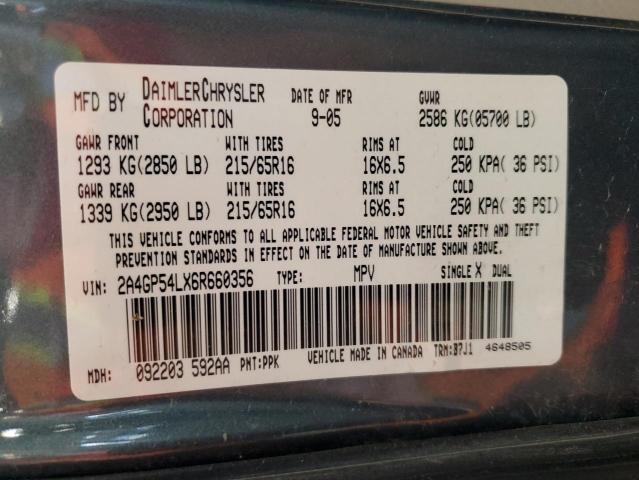 MFD BY DAIMLERCHRYSLER CORPORATION DATE OF MFR 9-05 GVWR 2586 KG(05700 LB)
GAWR FRONT WITH TIRES RIMS AT COLD
1293 KG(2850 LB) 215/65R16 16X6.5 250 KPA( 36 PSI)
GAWR REAR WITH TIRES RIMS AT COLD
1339 KG(2950 LB) 215/65R16 16X6.5 250 KPA( 36 PSI)
THIS VEHICLE CONFORMS TO ALL APPLICABLE FEDERAL MOTOR VEHICLE SAFETY AND THEFT
PREVENTION STANDARDS IN EFFECT ON THE DATE OF MANUFACTURE SHOWN ABOVE.
VIN: 2A4GP54LX6R660356 TYPE: MPV SINGLE X DUAL
MDH: 092203 592AA PNT:PPK VEHICLE MADE IN CANADA TRM:B7J1 4648505